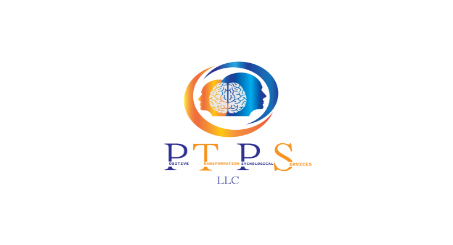 P T P S
OSITIVE RANSFORMATION SYCHOLOGICAL ERVICES
LLC